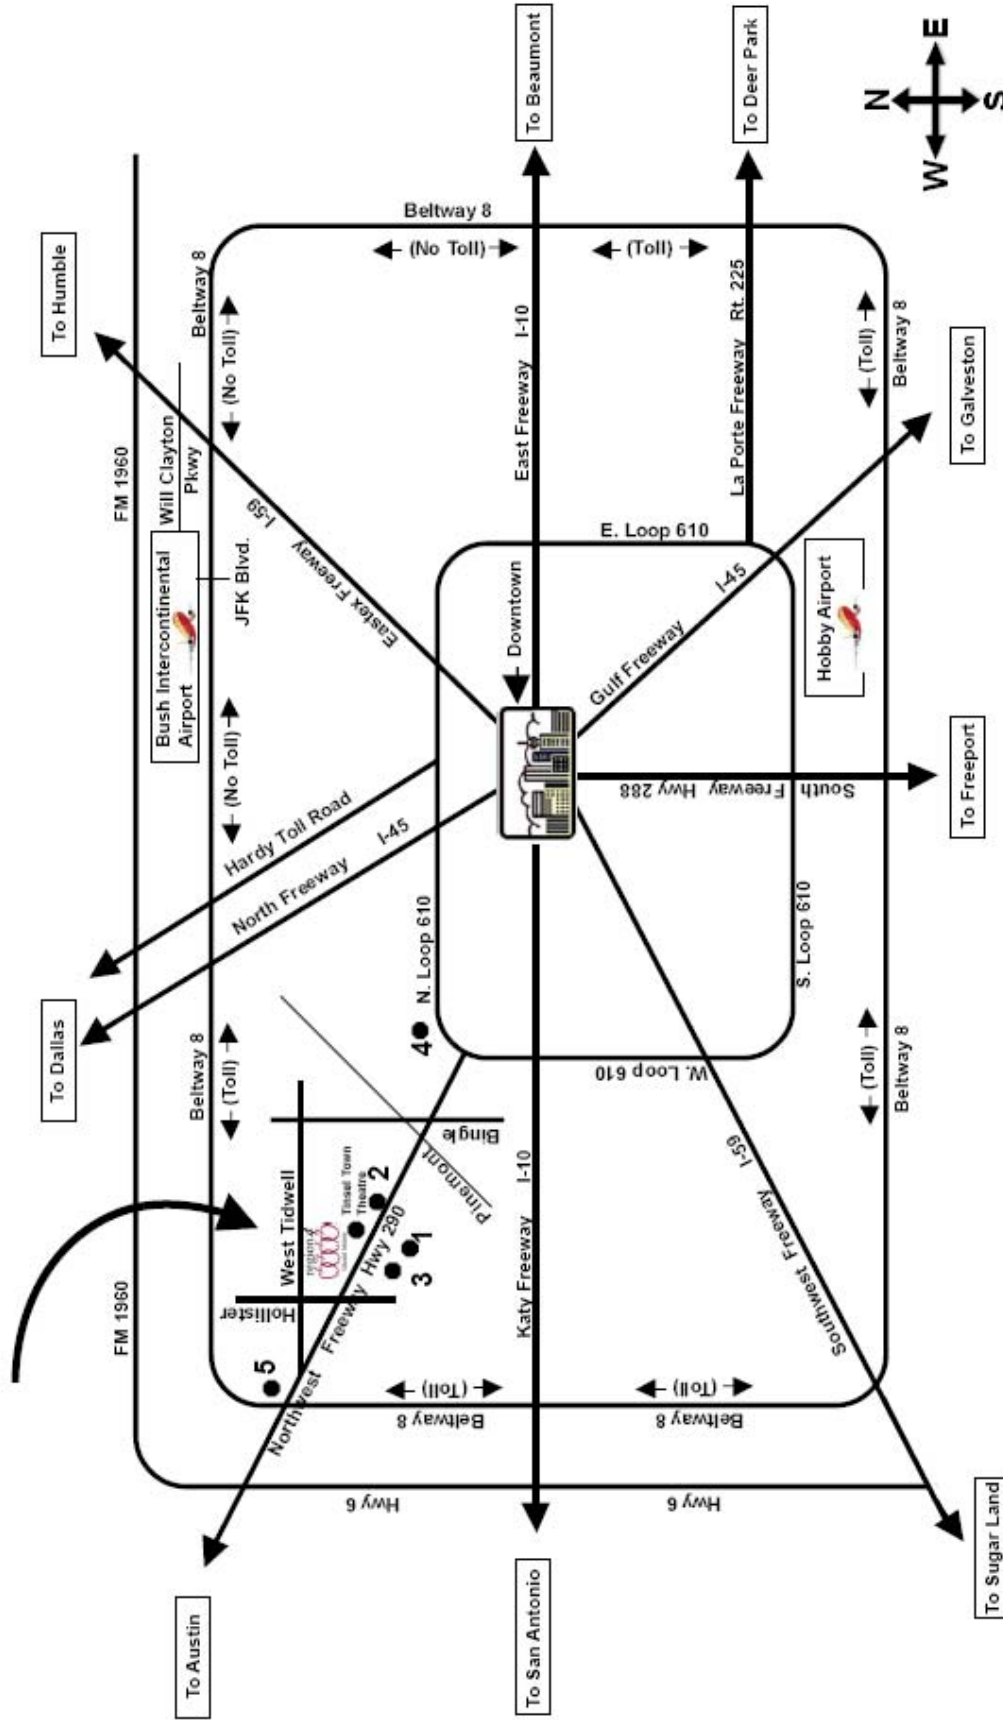 To Austin
To San Antonio
To Sugar Land
To Dallas
To Humble
To Beaumont
To Deer Park
To Galveston
To Freeport
N
W
E
S
FM 1960
FM 1960
Hwy 6
Hwy 6
Beltway 8
(Toll)
Beltway 8
(No Toll)
(No Toll)
Beltway 8
(No Toll)
(Toll)
(Toll)
Beltway 8
(Toll)
Beltway 8
Beltway 8
(Toll)
Beltway 8
(Toll)
Bush Intercontinental
Airport
Will Clayton
Pkwy
JFK Blvd.
Hardy Toll Road
North Freeway I-45
Eastex Freeway I-59
East Freeway I-10
La Porte Freeway Rt. 225
Gulf Freeway I-45
South Freeway Hwy 288
Southwest Freeway I-59
Katy Freeway I-10
Northwest Freeway Hwy 290
N. Loop 610
E. Loop 610
S. Loop 610
W. Loop 610
Downtown
Hobby Airport
West Tidwell
Hollister
Bingle
Pinemont
region 4
Tinsel Town
Theatre
1
2
3
4
5